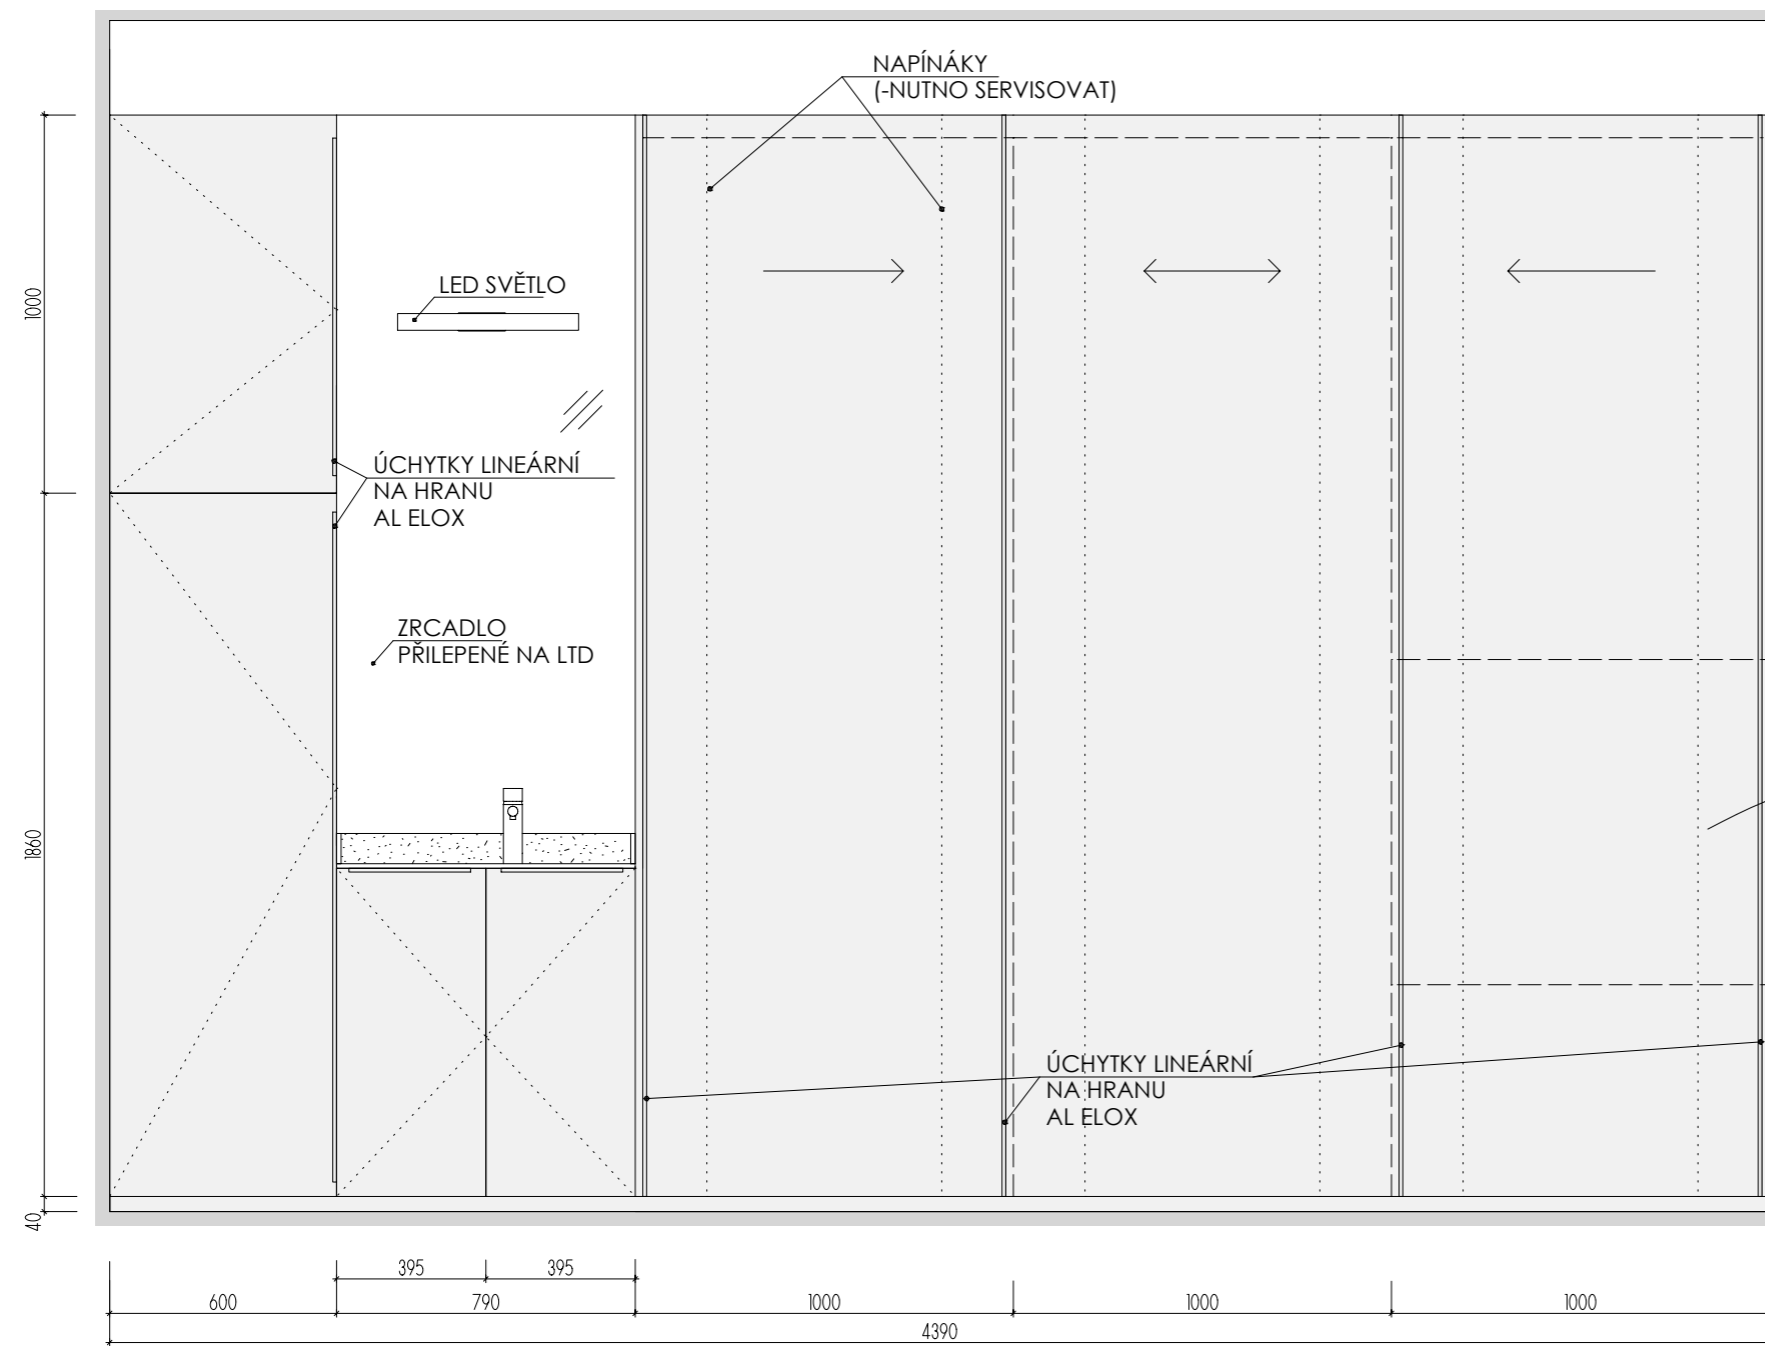 NAPÍNÁKY
(-NUTNO SERVISOVAT)
LED SVĚTLO
1000
ÚCHYTKY LINEÁRNÍ
NA HRANU
AL ELOX
ZRCADLO
PŘILEPENÉ NA LTD
1860
ÚCHYTKY LINEÁRNÍ
NA HRANU
AL ELOX
40
395 395
600 790 1000 1000 1000
4390